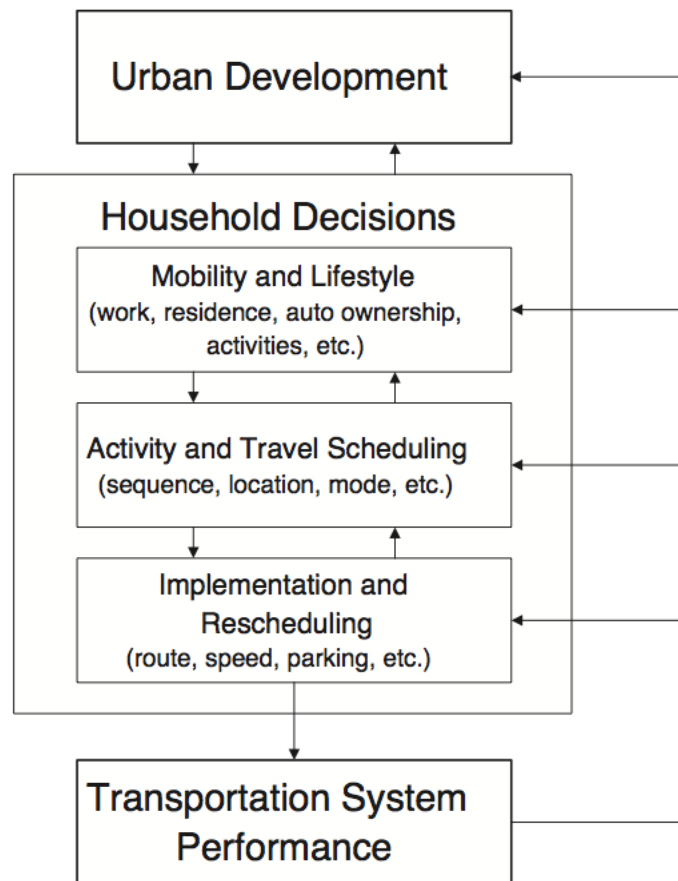 Urban Development
Household Decisions
Mobility and Lifestyle
(work, residence, auto ownership,
activities, etc.)
Activity and Travel Scheduling
(sequence, location, mode, etc.)
Implementation and
Rescheduling
(route, speed, parking, etc.)
Transportation System
Performance